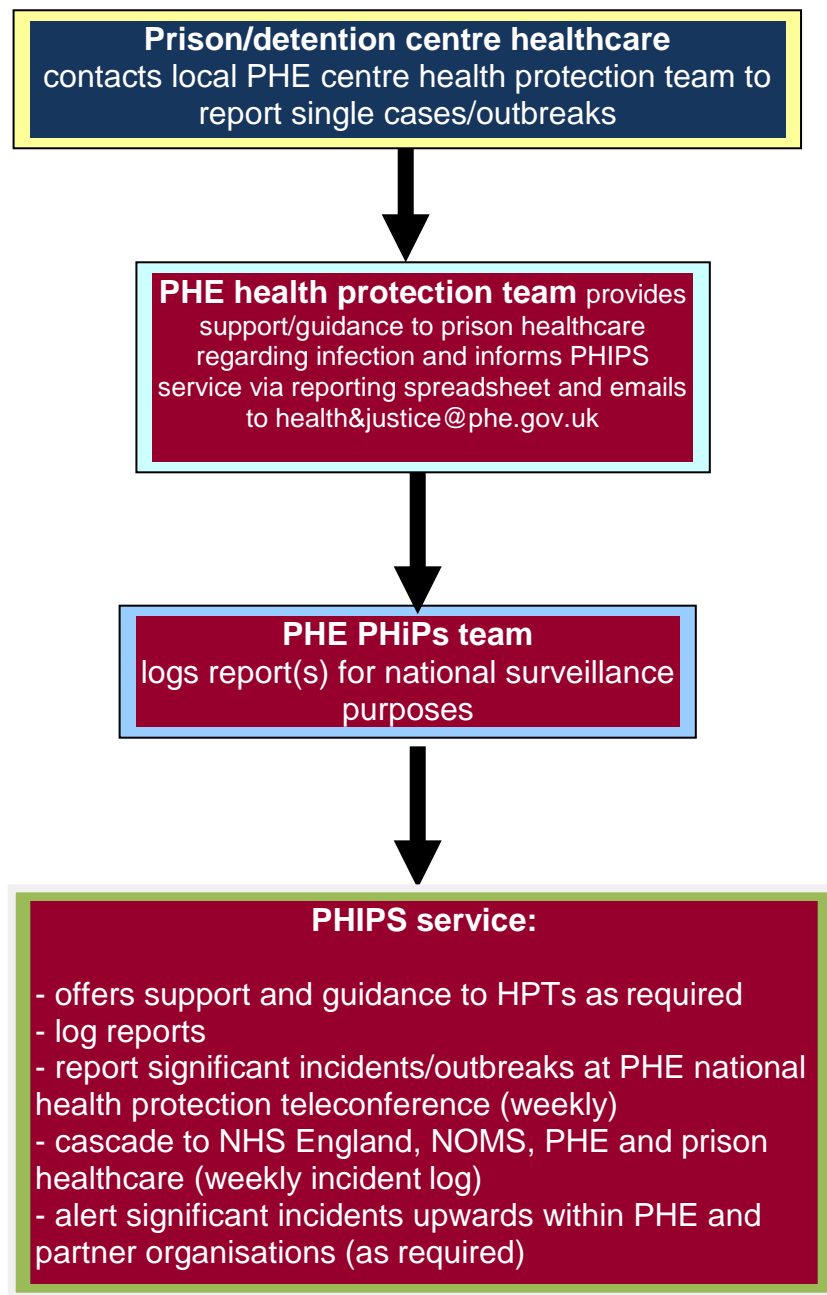 Prison/detention centre healthcare
contacts local PHE centre health protection team to
report single cases/outbreaks
PHE health protection team provides
support/guidance to prison healthcare
regarding infection and informs PHIPS
service via reporting spreadsheet and emails
to health&justice@phe.gov.uk
PHE PHiPs team
logs report(s) for national surveillance
purposes
PHIPS service:
- offers support and guidance to HPTs as required
- log reports
- report significant incidents/outbreaks at PHE national
health protection teleconference (weekly)
- cascade to NHS England, NOMS, PHE and prison
healthcare (weekly incident log)
- alert significant incidents upwards within PHE and
partner organisations (as required)